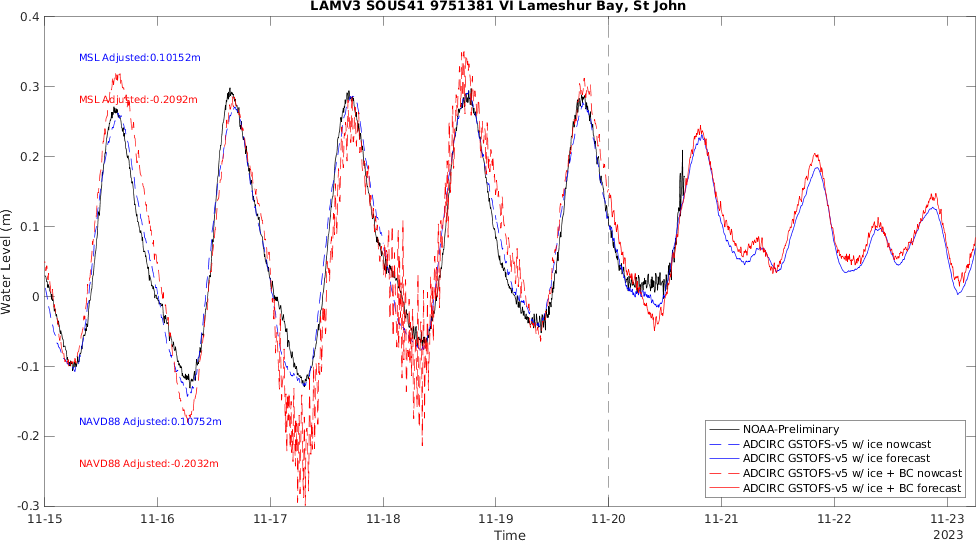 LAMV3 SOUS41 9751381 VI Lameshur Bay, St John
0.4
0.3
0.2
0.1
0
-0.1
-0.2
-0.3
Water Level (m)
MSL Adjusted:0.10152m
MSL Adjusted:-0.2092m
NAVD88 Adjusted:0.10752m
NAVD88 Adjusted:-0.2032m
NOAA-Preliminary
ADCIRC GSTOFS-v5 w/ ice nowcast
ADCIRC GSTOFS-v5 w/ ice forecast
ADCIRC GSTOFS-v5 w/ ice + BC nowcast
ADCIRC GSTOFS-v5 w/ ice + BC forecast
11-15 11-16 11-17 11-18 11-19 11-20 11-21 11-22 11-23
Time
2023